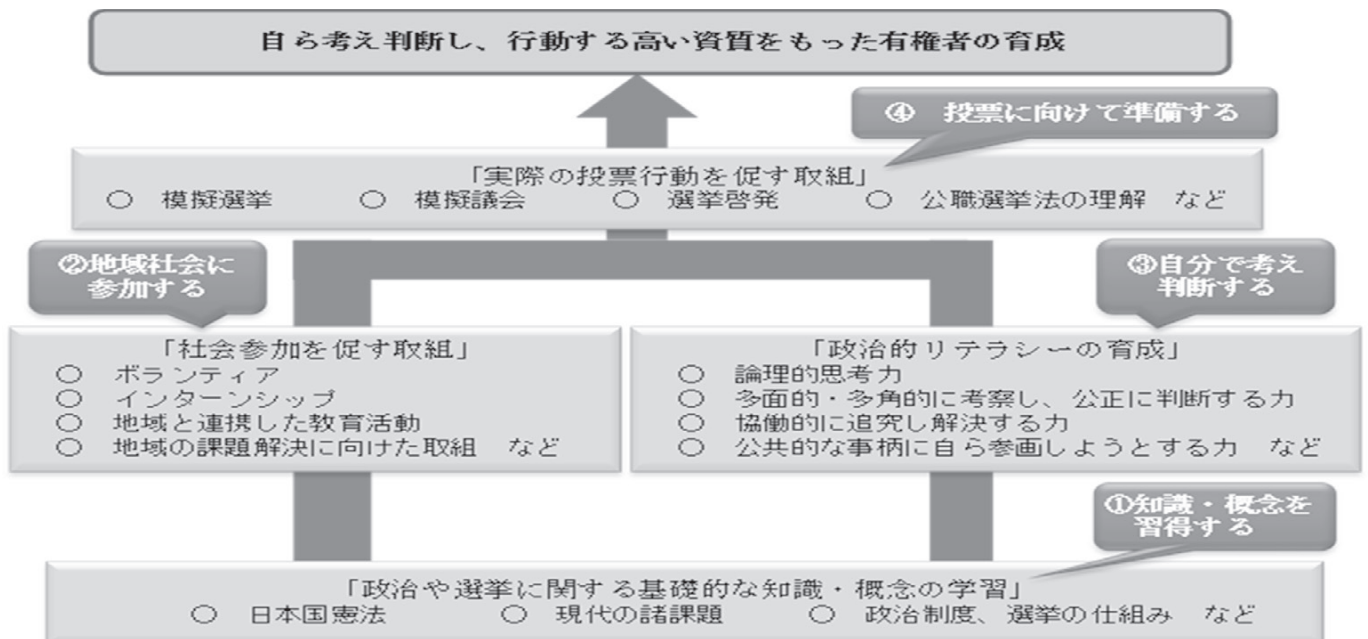 自ら考え判断し、行動する高い資質をもった有権者の育成
④ 投票に向けて準備する
「実際の投票行動を促す取組」
○ 模擬選挙 ○ 模擬議会 ○ 選挙啓発 ○ 公職選挙法の理解 など
②地域社会に
参加する
③自分で考え
判断する
「社会参加を促す取組」
○ ボランティア
○ インターンシップ
○ 地域と連携した教育活動
○ 地域の課題解決に向けた取組 など
「政治的リテラシーの育成」
○ 論理的思考力
○ 多面的・多角的に考察し、公正に判断する力
○ 協働的に追究し解決する力
○ 公共的な事柄に自ら参画しようとする力 など
①知識・概念を
習得する
「政治や選挙に関する基礎的な知識・概念の学習」
○ 日本国憲法 ○ 現代の諸課題 ○ 政治制度、選挙の仕組み など